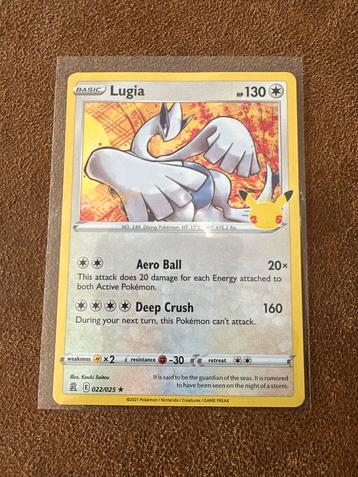 BASIC Lugia HP 130
NO. 249 Diving Pokémon HT: 17'1" WT: 476.2 lbs
25
Aero Ball 20×
This attack does 20 damage for each Energy attached to
both Active Pokémon.
Deep Crush 160
During your next turn, this Pokémon can't attack.
weakness ×2 resistance -30 retreat
Illus. Kouki Saitou
It is said to be the guardian of the seas. It is rumored
to have been seen on the night of a storm.
E 022/025 ★
©2021 Pokémon / Nintendo / Creatures / GAME FREAK